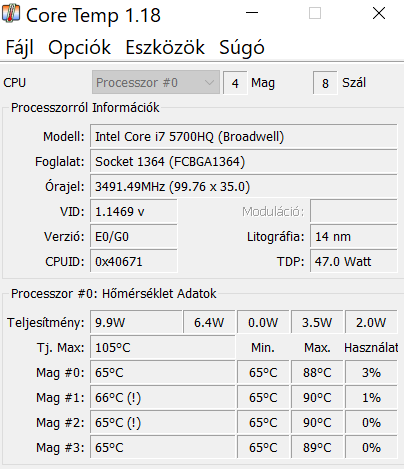 Core Temp 1.18
Fájl Opciók Eszközök Súgó
CPU Processzor #0 4 Mag 8 Szál
Processzorról Információk
Modell: Intel Core i7 5700HQ (Broadwell)
Foglalat: Socket 1364 (FCBGA1364)
Órajel: 3491.49MHz (99.76 x 35.0)
VID: 1.1469 v Moduláció:
Verzió: E0/G0 Litográfia: 14 nm
CPUID: 0x40671 TDP: 47.0 Watt
Processzor #0: Hőmérséklet Adatok
Teljesítmény: 9.9W 6.4W 0.0W 3.5W 2.0W
Tj. Max: 105°C Min. Max. Használat
Mag #0: 65°C 65°C 88°C 3%
Mag #1: 66°C (!) 65°C 90°C 1%
Mag #2: 65°C (!) 65°C 90°C 0%
Mag #3: 65°C 65°C 89°C 0%